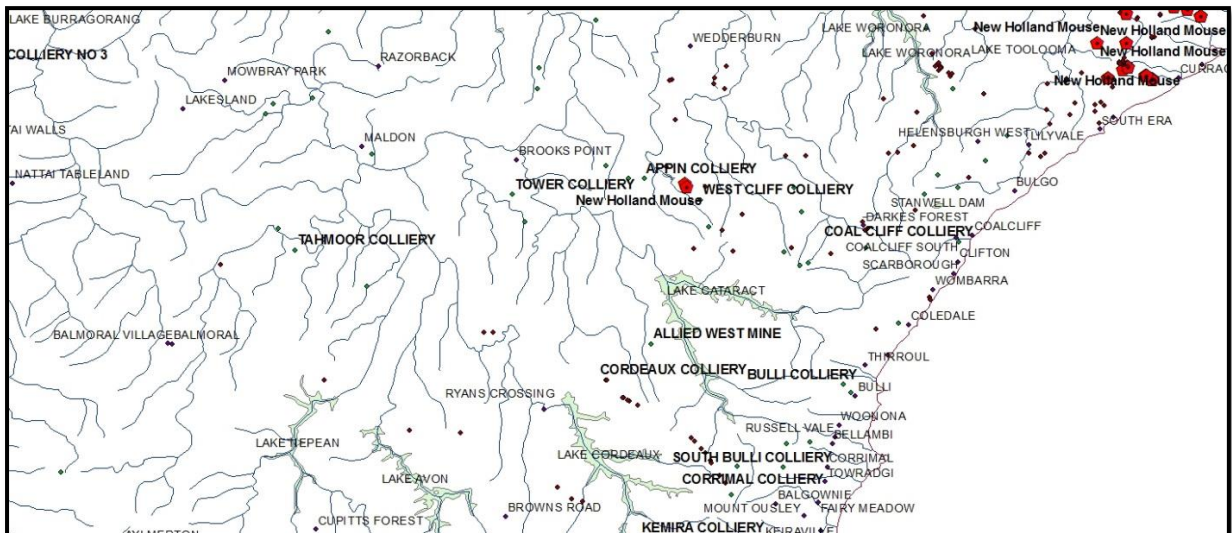 LAKE BURRAGORANG
LAKE WORONORA
New Holland Mouse
New Holland Mouse
WEDDERBURN
COLLIERY NO 3
RAZORBACK
LAKE WORONORA
LAKE TOOLOOMA
New Holland Mouse
MOWBRAY PARK
CURRAC
New Holland Mouse
LAKESLAND
SOUTH ERA
TAI WALLS
MALDON
HELENSBURGH WEST
LILYVALE
BROOKS POINT
NATTAI TABLELAND
APPIN COLLIERY
TOWER COLLIERY
WEST CLIFF COLLIERY
BULGO
New Holland Mouse
STANWELL DAM
DARKES FOREST
TAHMOOR COLLIERY
COAL CLIFF COLLIERY
COALCLIFF
COALCLIFF SOUTH
CLIFTON
SCARBOROUGH
WOMBARRA
LAKE CATARACT
COLEDALE
BALMORAL VILLAGE
BALMORAL
ALLIED WEST MINE
THIRROUL
CORDEAUX COLLIERY
BULLI COLLIERY
BULLI
RYANS CROSSING
WOONONA
RUSSELL VALE
BELLAMBI
LAKE NEPEAN
LAKE CORDEAUX
SOUTH BULLI COLLIERY
CORRIMAL
LAKE AVON
CORRIMAL COLLIERY
TOWRADGI
BALGOWNIE
BROWNS ROAD
MOUNT OUSLEY
FAIRY MEADOW
CUPITTS FOREST
KEMIRA COLLIERY
KEIRAVILLE